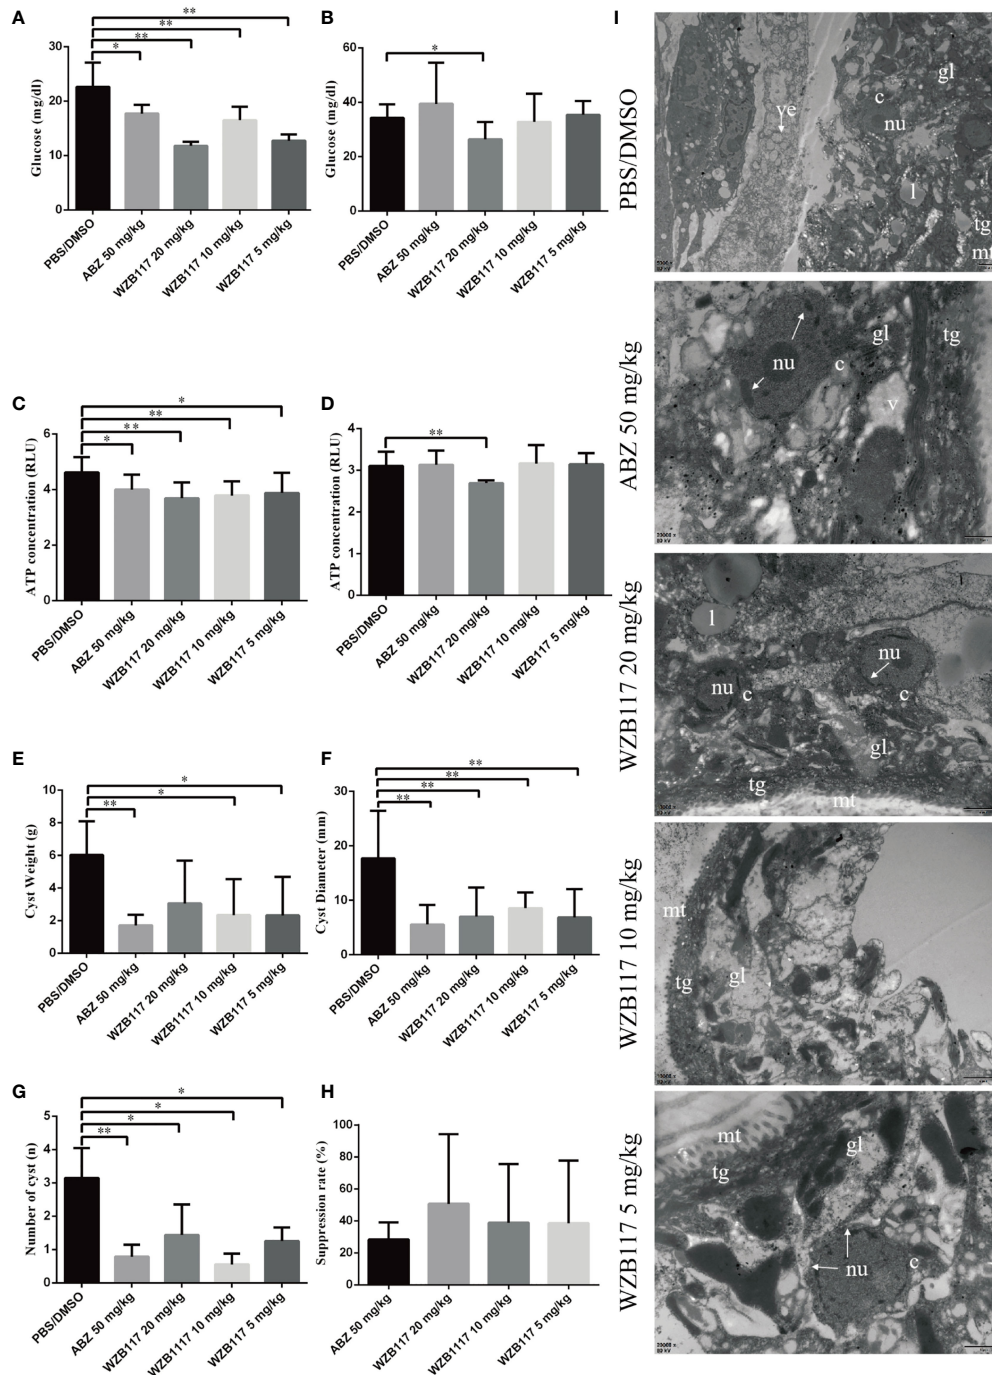 A
**
**
**
*
Glucose (mg/dl)
30
20
10
0
PBS/DMSO
ABZ 50 mg/kg
WZB117 20 mg/kg
WZB117 10 mg/kg
WZB117 5 mg/kg
B
*
Glucose (mg/dl)
60
40
20
0
PBS/DMSO
ABZ 50 mg/kg
WZB117 20 mg/kg
WZB117 10 mg/kg
WZB117 5 mg/kg
C
*
**
**
*
ATP concentration (RLU)
6
4
2
0
PBS/DMSO
ABZ 50 mg/kg
WZB117 20 mg/kg
WZB117 10 mg/kg
WZB117 5 mg/kg
D
**
ATP concentration (RLU)
4
3
2
1
0
PBS/DMSO
ABZ 50 mg/kg
WZB117 20 mg/kg
WZB117 10 mg/kg
WZB117 5 mg/kg
E
*
*
**
Cyst Weight (g)
10
8
6
4
2
0
PBS/DMSO
ABZ 50 mg/kg
WZB117 20 mg/kg
WZB1117 10 mg/kg
WZB117 5 mg/kg
F
**
**
**
**
Cyst Diameter (mm)
30
20
10
0
PBS/DMSO
ABZ 50 mg/kg
WZB117 20 mg/kg
WZB1117 10 mg/kg
WZB117 5 mg/kg
G
*
*
*
**
Number of cyst (n)
5
4
3
2
1
0
PBS/DMSO
ABZ 50 mg/kg
WZB117 20 mg/kg
WZB1117 10 mg/kg
WZB117 5 mg/kg
H
Suppression rate (%)
100
80
60
40
20
0
ABZ 50 mg/kg
WZB117 20 mg/kg
WZB1117 10 mg/kg
WZB117 5 mg/kg
I
PBS/DMSO
ye
c
gl
nu
l
tg
mt
ABZ 50 mg/kg
nu
c
gl
tg
v
WZB117 20 mg/kg
l
nu
nu
c
c
gl
tg
mt
WZB117 10 mg/kg
mt
tg
gl
WZB117 5 mg/kg
mt
gl
tg
nu
c